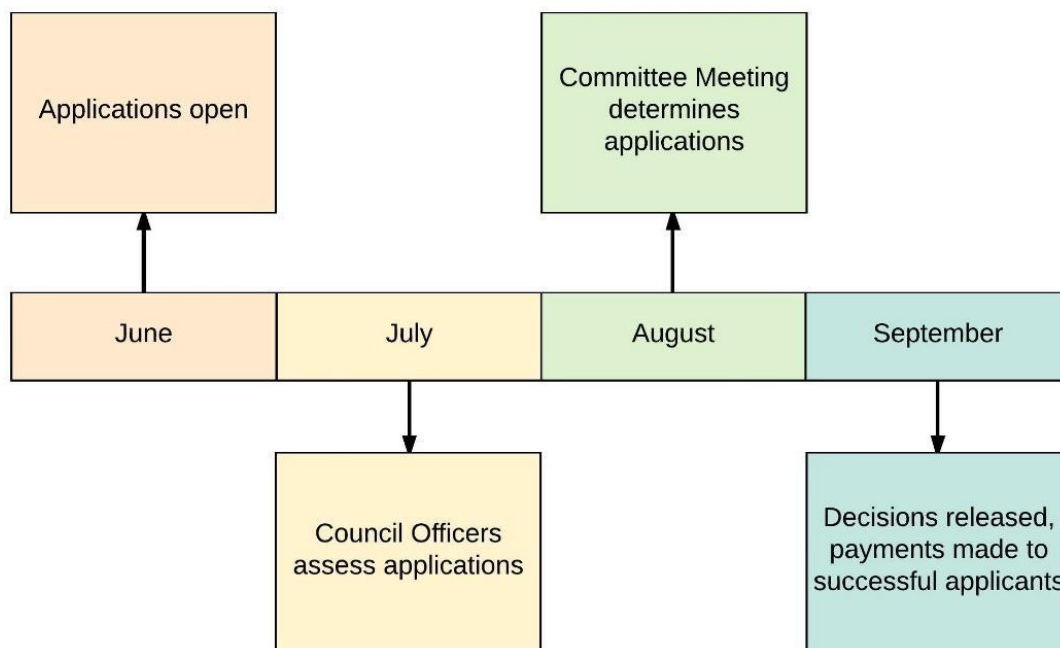 Applications open
Committee Meeting
determines
applications
June
July
August
September
Council Officers
assess applications
Decisions released,
payments made to
successful applicants